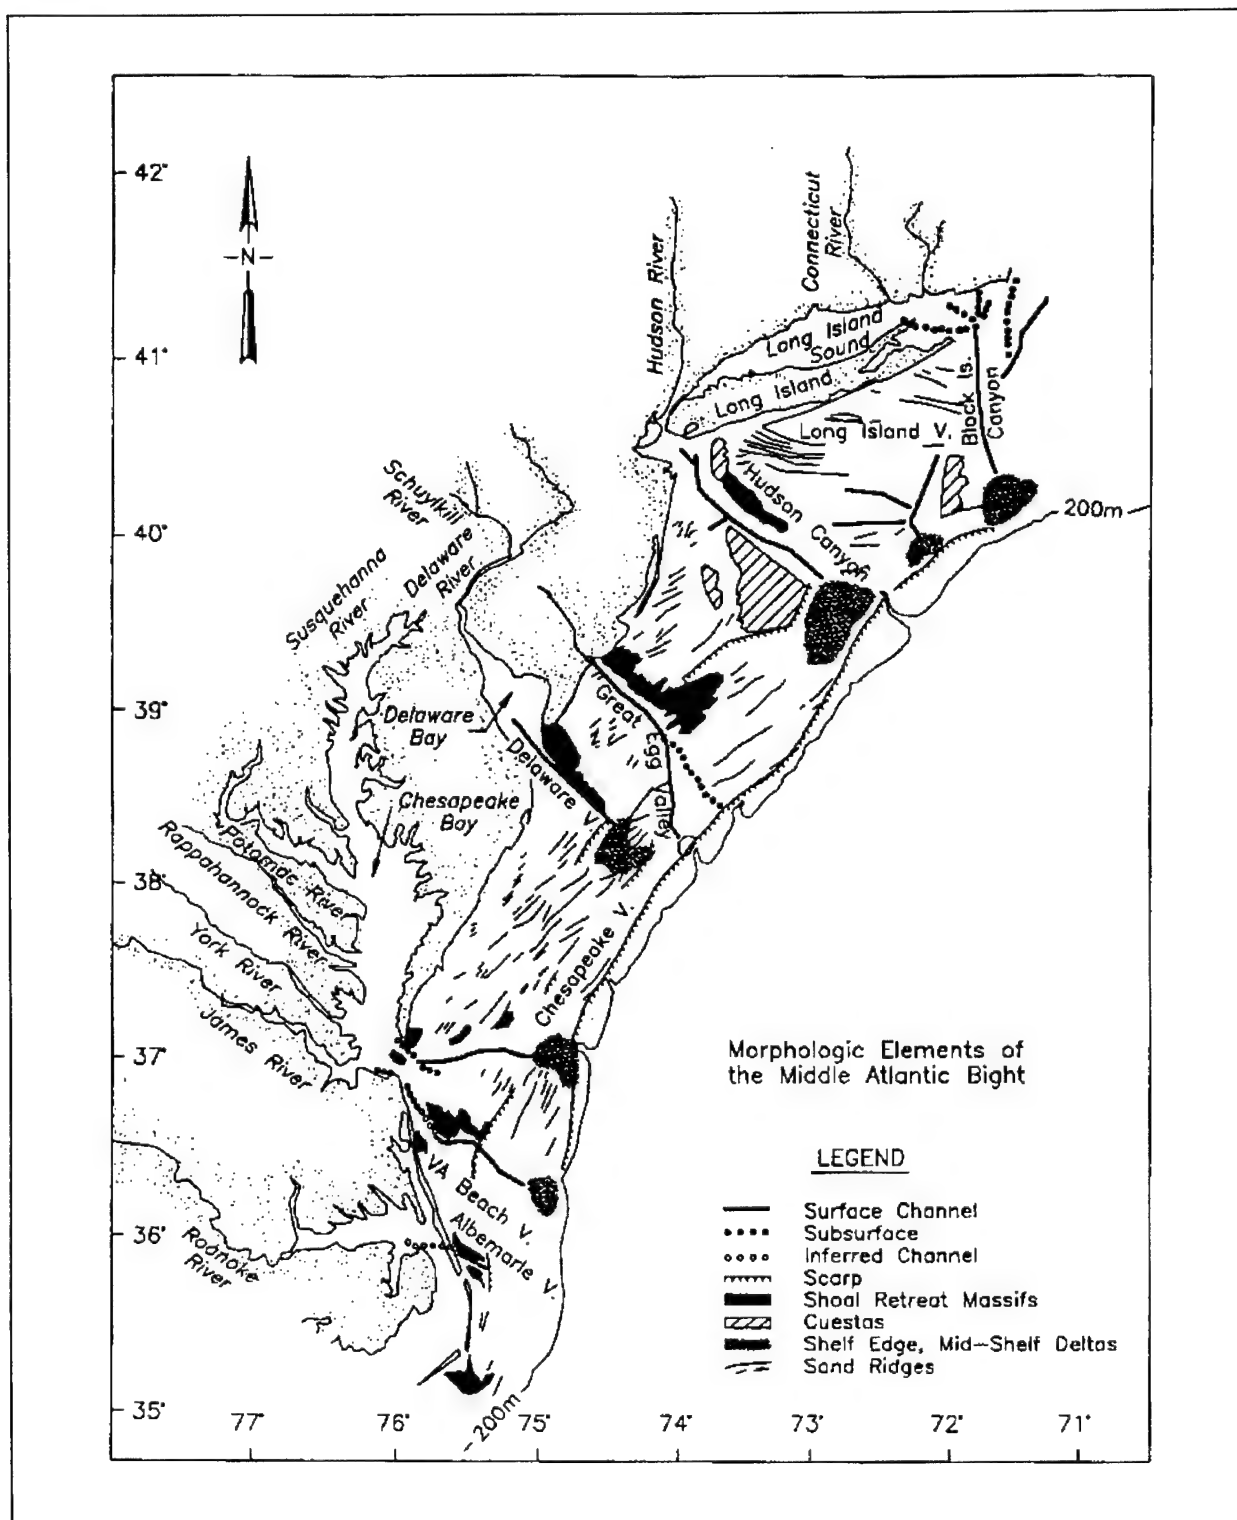 42°
41°
40°
39°
38°
37°
36°
35°
-N-
Hudson River
Connecticut
River
Long Island
Sound
Long Island
Block Is.
Canyon
Long Island V.
Hudson Canyon
200m
Schuylkill
River
Delaware
River
Susquehanna
River
Delaware
Bay
Great Egg Valley
Delaware V.
Chesapeake
Bay
Potomac River
Rappahannock River
York River
James River
Chesapeake V.
VA Beach V.
Albemarle V.
Roanoke
River
200m
Morphologic Elements of
the Middle Atlantic Bight
LEGEND
Surface Channel
Subsurface
Inferred Channel
Scarp
Shoal Retreat Massifs
Cuestas
Shelf Edge, Mid-Shelf Deltas
Sand Ridges
77° 76° 75° 74° 73° 72° 71°